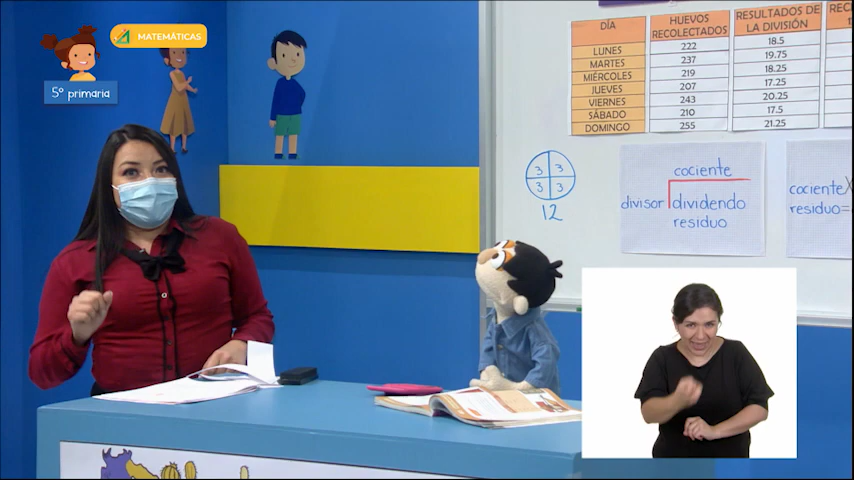 MATEMÁTICAS
5º primaria
DÍA HUEVOS RECOLECTADOS RESULTADOS DE LA DIVISIÓN
LUNES 222 18.5
MARTES 237 19.75
MIÉRCOLES 219 18.25
JUEVES 207 17.25
VIERNES 243 20.25
SÁBADO 210 17.5
DOMINGO 255 21.25
3 3
3 3
12
cociente
divisor dividendo
residuo
cociente X
residuo=